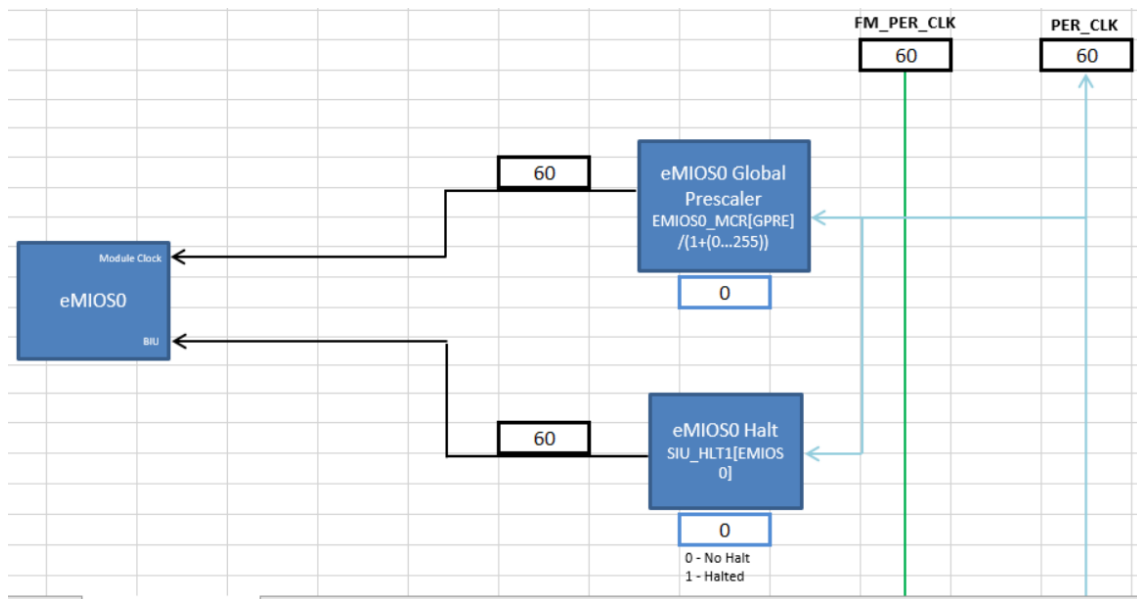 FM_PER_CLK
PER_CLK
60
60
60
eMIOS0 Global
Prescaler
EMIOS0_MCR[GPRE]
/(1+(0...255))
0
Module Clock
eMIOS0
BIU
60
eMIOS0 Halt
SIU_HLT1[EMIOS
0]
0
0 - No Halt
1 - Halted